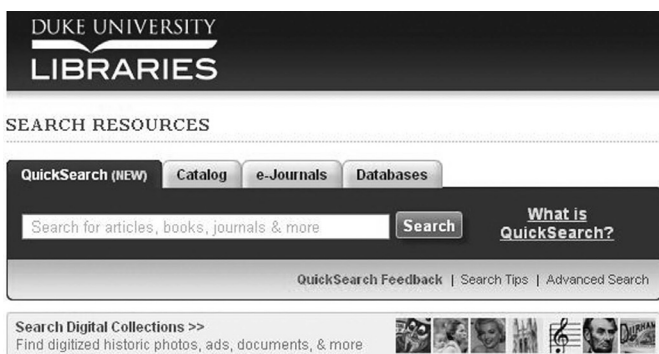 DUKE UNIVERSITY
LIBRARIES
SEARCH RESOURCES
QuickSearch (NEW) Catalog e-Journals Databases
Search for articles, books, journals & more Search What is QuickSearch?
QuickSearch Feedback | Search Tips | Advanced Search
Search Digital Collections >>
Find digitized historic photos, ads, documents, & more
DURHAM